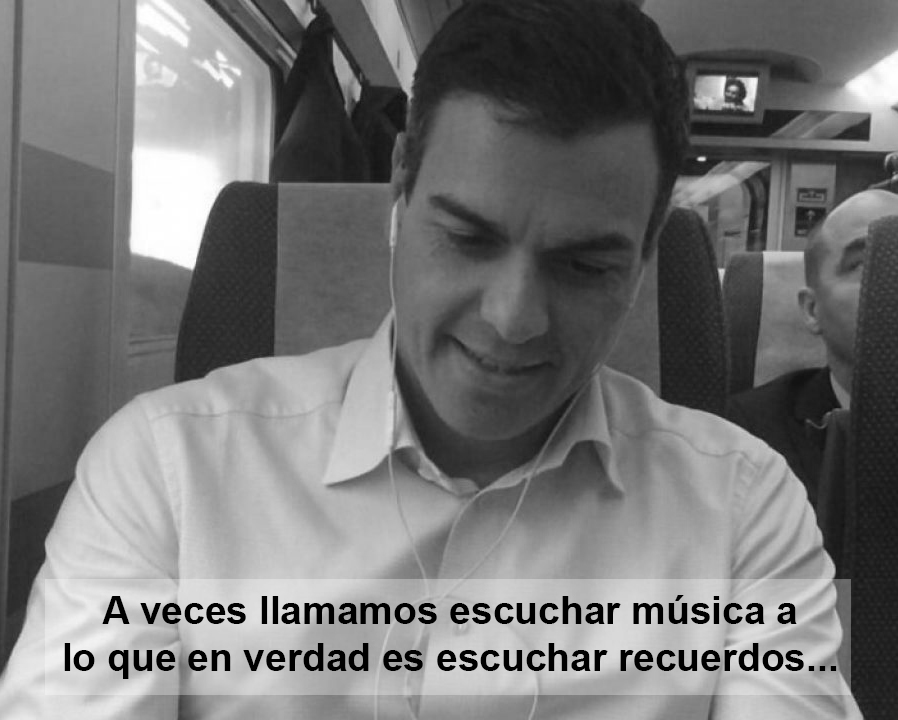 A veces llamamos escuchar música a
lo que en verdad es escuchar recuerdos...